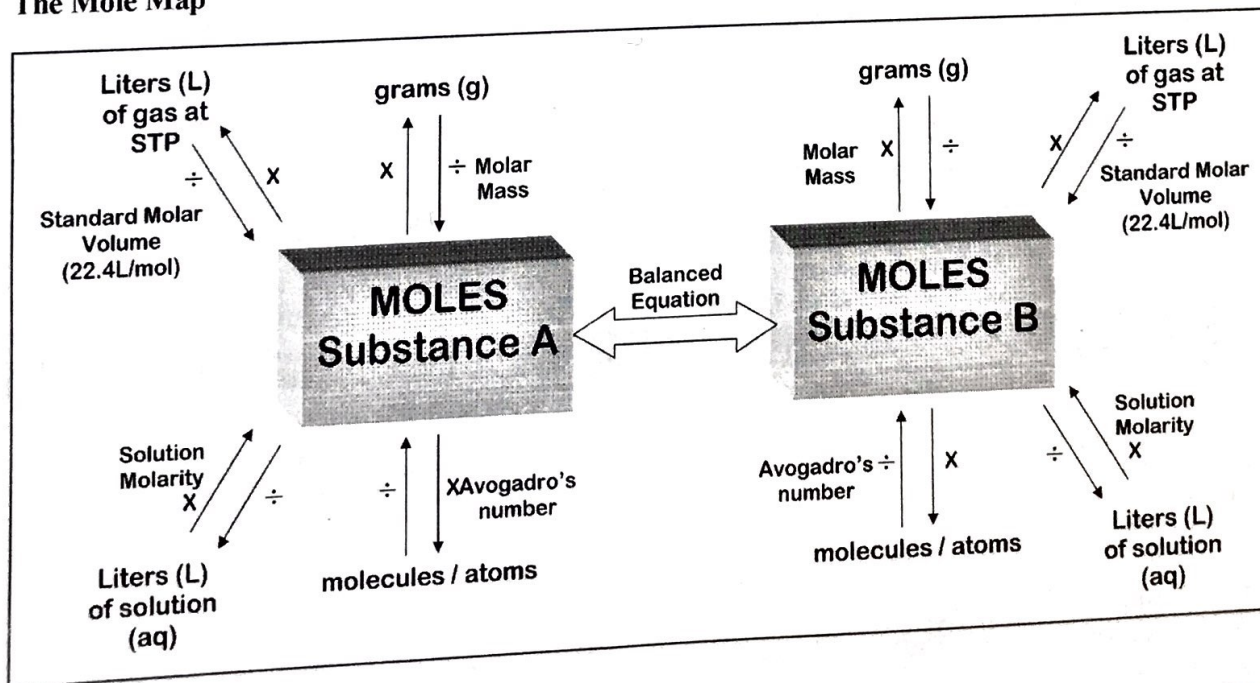 The Mole Map
Liters (L)
of gas at
STP
÷
X
Standard Molar
Volume
(22.4L/mol)
grams (g)
X
÷ Molar
Mass
MOLES
Substance A
Solution
Molarity
X
÷
Liters (L)
of solution
(aq)
÷
XAvogadro's
number
molecules / atoms
Balanced
Equation
grams (g)
Molar
Mass
X
÷
Liters (L)
of gas at
STP
X
÷
Standard Molar
Volume
(22.4L/mol)
MOLES
Substance B
Avogadro's ÷
number
X
molecules / atoms
÷
Solution
Molarity
X
Liters (L)
of solution
(aq)